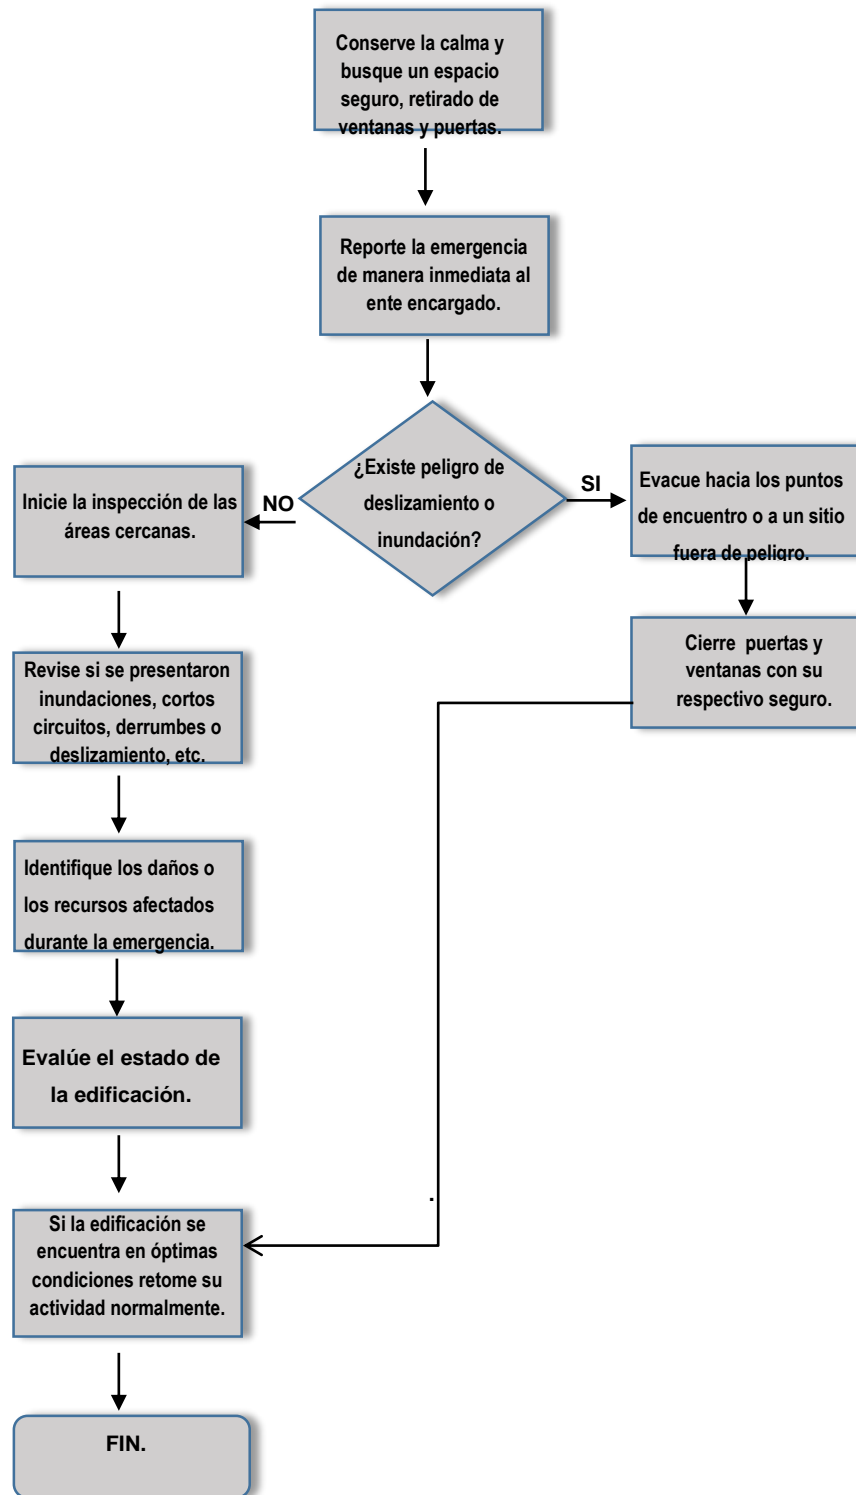 Conserve la calma y
busque un espacio
seguro, retirado de
ventanas y puertas.
Reporte la emergencia
de manera inmediata al
ente encargado.
¿Existe peligro de
deslizamiento o
inundación?
NO
SI
Inicie la inspección de las
áreas cercanas.
Evacue hacia los puntos
de encuentro o a un sitio
fuera de peligro.
Cierre puertas y
ventanas con su
respectivo seguro.
Revise si se presentaron
inundaciones, cortos
circuitos, derrumbes o
deslizamiento, etc.
Identifique los daños o
los recursos afectados
durante la emergencia.
Evalúe el estado de
la edificación.
.
Si la edificación se
encuentra en óptimas
condiciones retome su
actividad normalmente.
FIN.